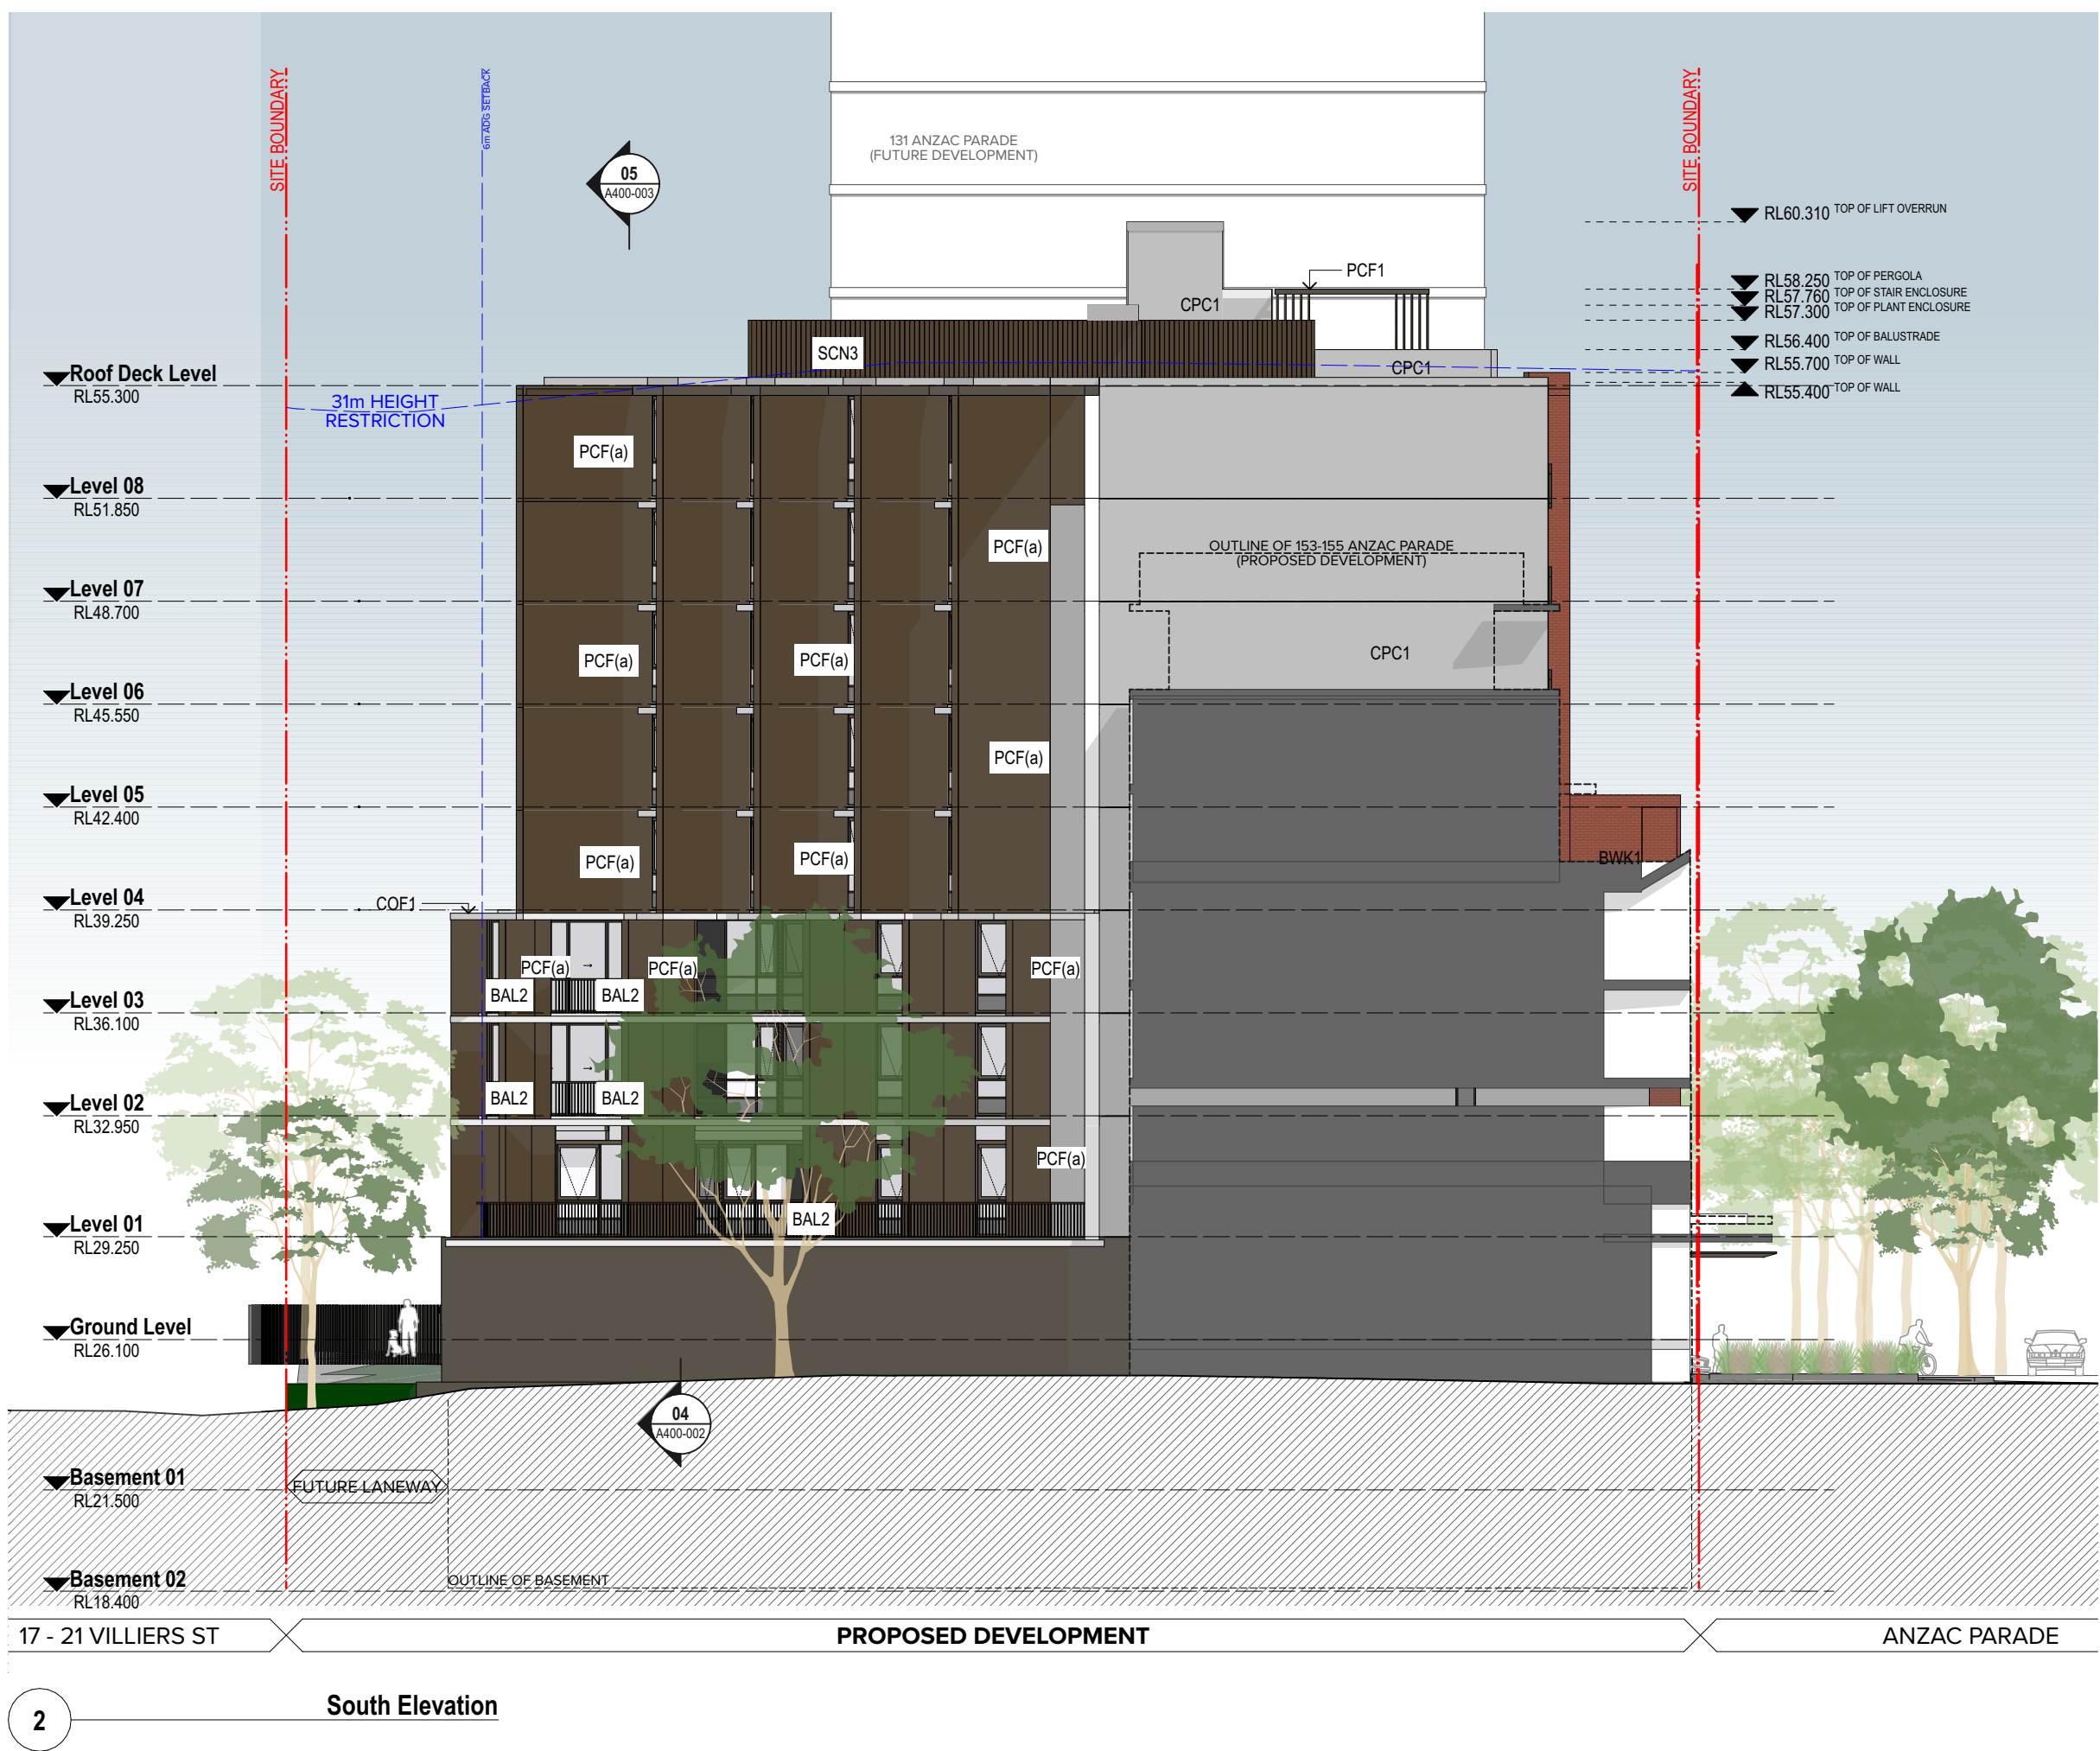 SITE BOUNDARY
6m ADG SETBACK
SITE BOUNDARY
131 ANZAC PARADE
(FUTURE DEVELOPMENT)
05
A400-003
RL60.310 TOP OF LIFT OVERRUN
PCF1
RL58.250 TOP OF PERGOLA
RL57.760 TOP OF STAIR ENCLOSURE
RL57.300 TOP OF PLANT ENCLOSURE
CPC1
RL56.400 TOP OF BALUSTRADE
SCN3
RL55.700 TOP OF WALL
CPC1
Roof Deck Level
RL55.300
RL55.400 TOP OF WALL
31m HEIGHT
RESTRICTION
PCF(a)
Level 08
RL51.850
PCF(a)
OUTLINE OF 153-155 ANZAC PARADE
(PROPOSED DEVELOPMENT)
Level 07
RL48.700
PCF(a)
PCF(a)
CPC1
Level 06
RL45.550
PCF(a)
Level 05
RL42.400
PCF(a)
PCF(a)
BWK1
Level 04
RL39.250
COF1
PCF(a)
PCF(a)
PCF(a)
BAL2
BAL2
Level 03
RL36.100
BAL2
BAL2
Level 02
RL32.950
PCF(a)
BAL2
Level 01
RL29.250
Ground Level
RL26.100
04
A400-002
Basement 01
RL21.500
FUTURE LANEWAY
Basement 02
RL18.400
OUTLINE OF BASEMENT
17 - 21 VILLIERS ST
PROPOSED DEVELOPMENT
ANZAC PARADE
2
South Elevation